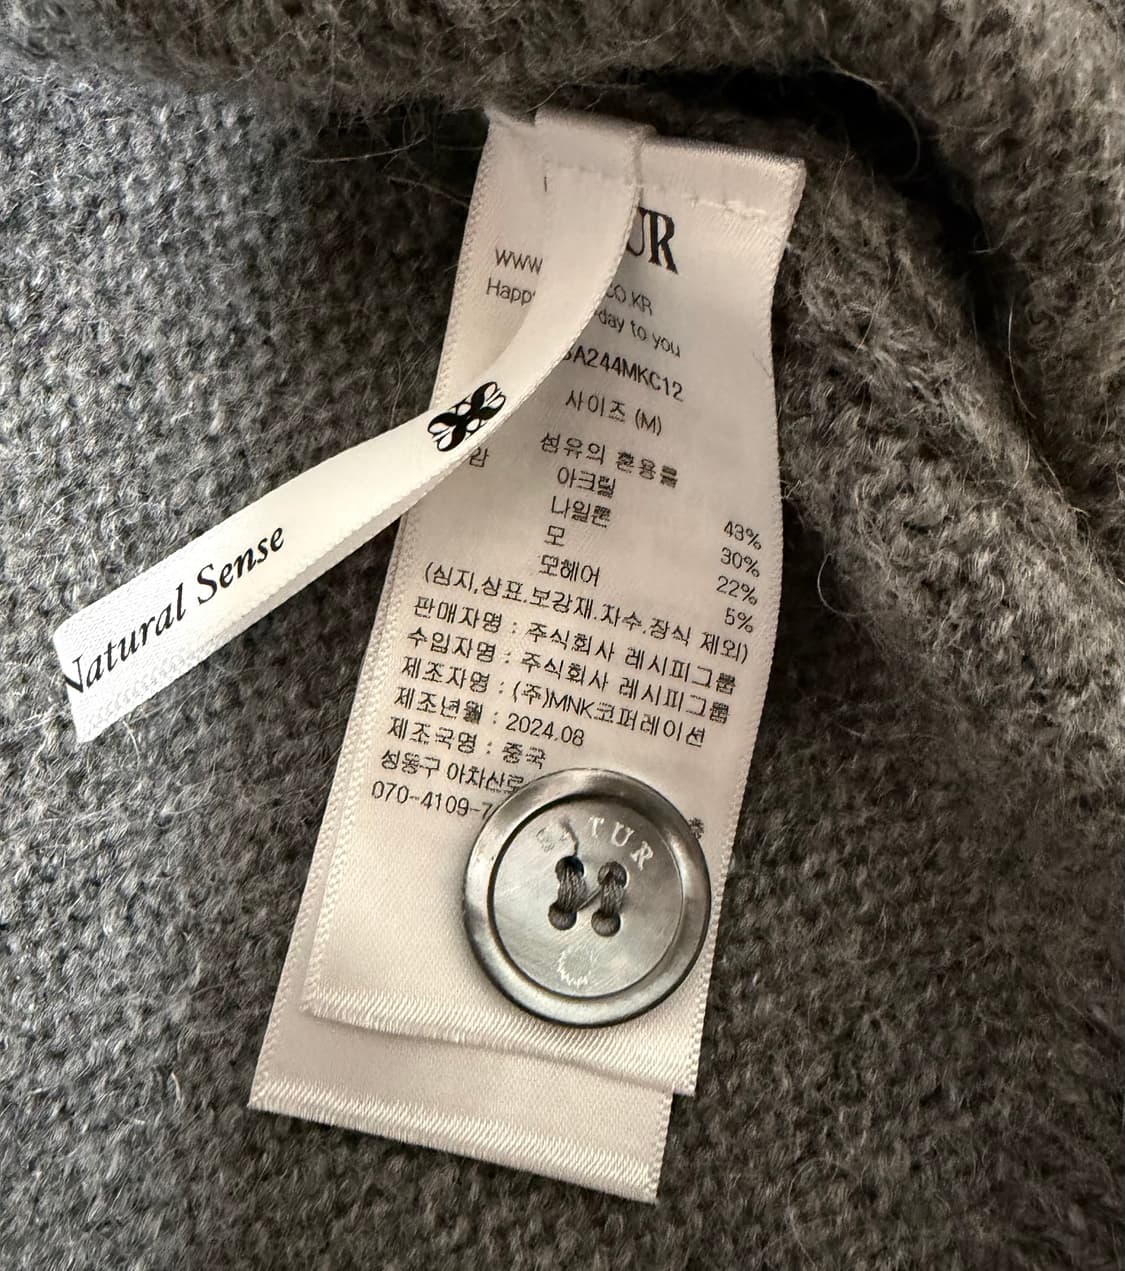 UR
WWW
CO.KR
Happy
day to you
A244MKC12
사이즈 (M)
섬유의 혼용률
암
아크릴 43%
나일론 30%
모 22%
모헤어 5%
(심지,상표.보강재.자수.장식 제외)
판매자명 : 주식회사 레시피그룹
수입자명 : 주식회사 레시피그룹
제조자명 : (주)MNK코퍼레이션
제조년월 : 2024.08
제조국명 : 중국
성동구 아차산로
070-4109-7
층
Natural Sense
TUR